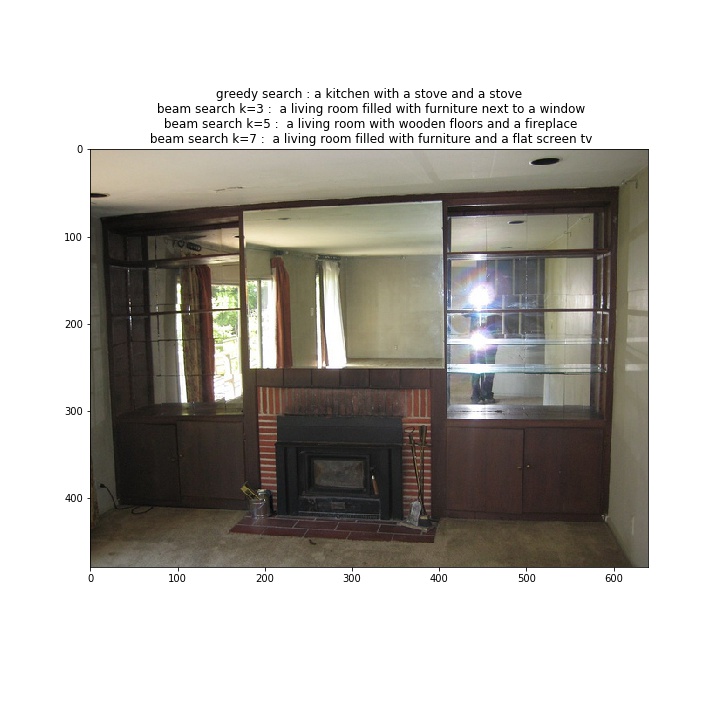 greedy search : a kitchen with a stove and a stove
beam search k=3 :  a living room filled with furniture next to a window
beam search k=5 :  a living room with wooden floors and a fireplace
beam search k=7 :  a living room filled with furniture and a flat screen tv
0
100
200
300
400
0 100 200 300 400 500 600